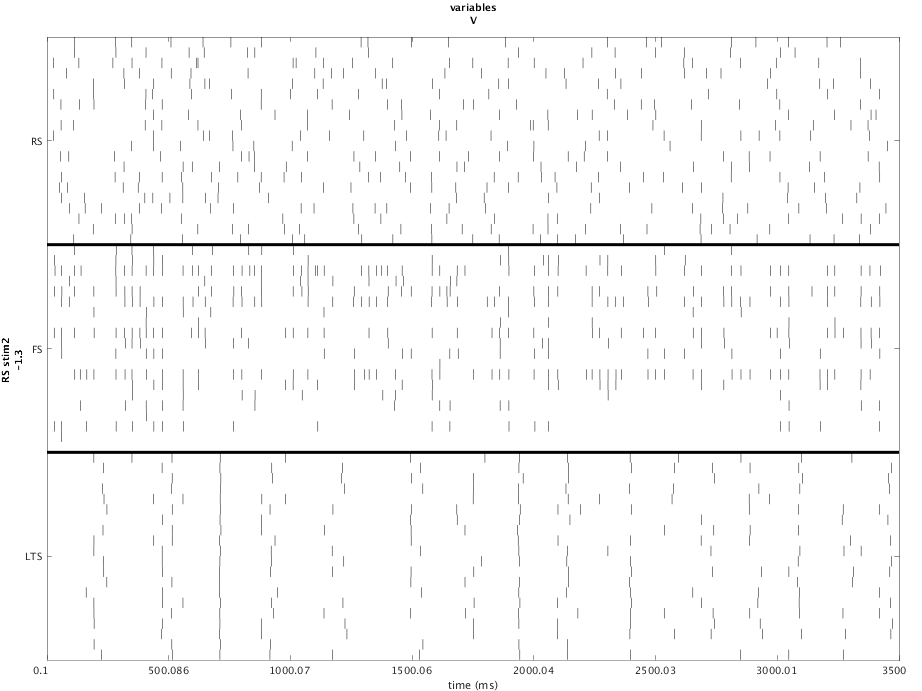 variables
V
RS
FS
LTS
RS stim2
-1.3
0.1
500.086
1000.07
1500.06
2000.04
2500.03
3000.01
3500
time (ms)